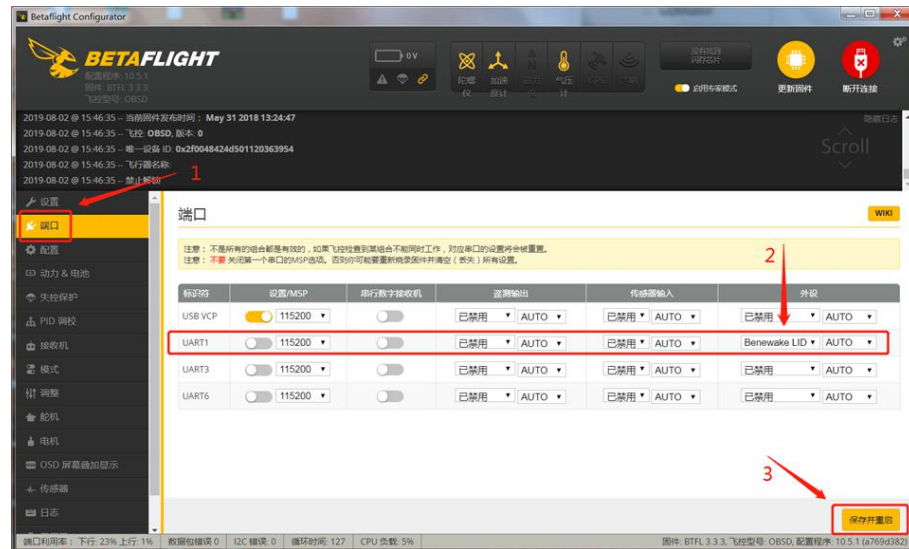 Betaflight Configurator
BETAFLIGHT
配置程序: 10.5.1
固件: BTFL 3.3.3
飞控型号: OBSD
0 V
陀螺仪
加速度计
气压计
GPS
启用专家模式
更新固件
断开连接
2019-08-02 @ 15:46:35 -- 当前固件发布时间： May 31 2018 13:24:47
隐藏日志
2019-08-02 @ 15:46:35 -- 飞控: OBSD, 版本: 0
2019-08-02 @ 15:46:35 -- 唯一设备 ID: 0x2f0048424d501120363954
Scroll
2019-08-02 @ 15:46:35 -- 飞行器名称:
2019-08-02 @ 15:46:35 -- 禁止解锁
1
设置
端口
配置
动力 & 电池
失控保护
PID 调校
接收机
模式
调整
舵机
电机
OSD 屏幕叠加显示
传感器
日志
端口
WIKI
注意： 不是所有的组合都是有效的，如果飞控检查到某组合不能同时工作，对应串口的设置将会被重置。
注意： 不要 关闭第一个串口的MSP选项。否则你可能要重新烧录固件并清空（丢失）所有设置。
2
标识符 设置/MSP 串行数字接收机 遥测输出 传感器输入 外设
USB VCP 115200 已禁用 AUTO 已禁用 AUTO 已禁用 AUTO
UART1 115200 已禁用 AUTO 已禁用 AUTO Benewake LID AUTO
UART3 115200 已禁用 AUTO 已禁用 AUTO 已禁用 AUTO
UART6 115200 已禁用 AUTO 已禁用 AUTO 已禁用 AUTO
3
保存并重启
端口利用率： 下行: 23% 上行: 1% 数据包错误 0 I2C 错误: 0 循环时间: 127 CPU 负载: 5% 固件: BTFL 3.3.3, 飞控型号: OBSD, 配置程序: 10.5.1 (a769d382)